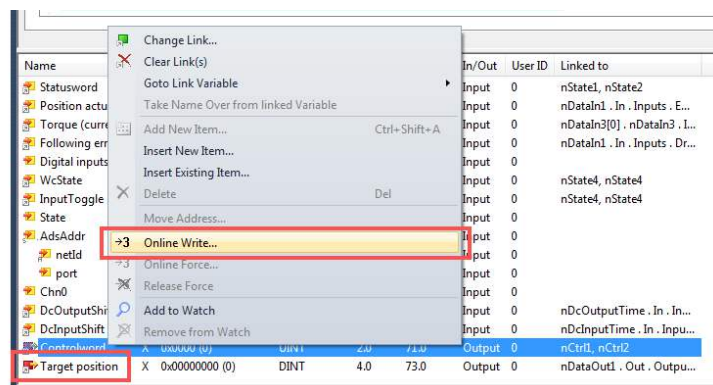 Name In/Out User ID Linked to
Change Link...
Clear Link(s)
Goto Link Variable
Take Name Over from linked Variable
Add New Item... Ctrl+Shift+A
Insert New Item...
Insert Existing Item...
Delete Del
Move Address...
→3 Online Write...
→3 Online Force...
Release Force
Add to Watch
Remove from Watch
Statusword Input 0 nState1, nState2
Position actu Input 0 nDataIn1 . In . Inputs . E...
Torque (curre Input 0 nDataIn3[0] . nDataIn3 . I...
Following err Input 0 nDataIn1 . In . Inputs . Dr...
Digital inputs Input 0
WcState Input 0 nState4, nState4
InputToggle Input 0 nState4, nState4
State Input 0
AdsAddr Input 0
netId Input 0
port Input 0
Chn0 Input 0
DcOutputShi Input 0 nDcOutputTime . In . In...
DcInputShift Input 0 nDcInputTime . In . Inpu...
Controlword X 0x0000 (0) UINT 2.0 71.0 Output 0 nCtrl1, nCtrl2
Target position X 0x00000000 (0) DINT 4.0 73.0 Output 0 nDataOut1 . Out . Outpu...